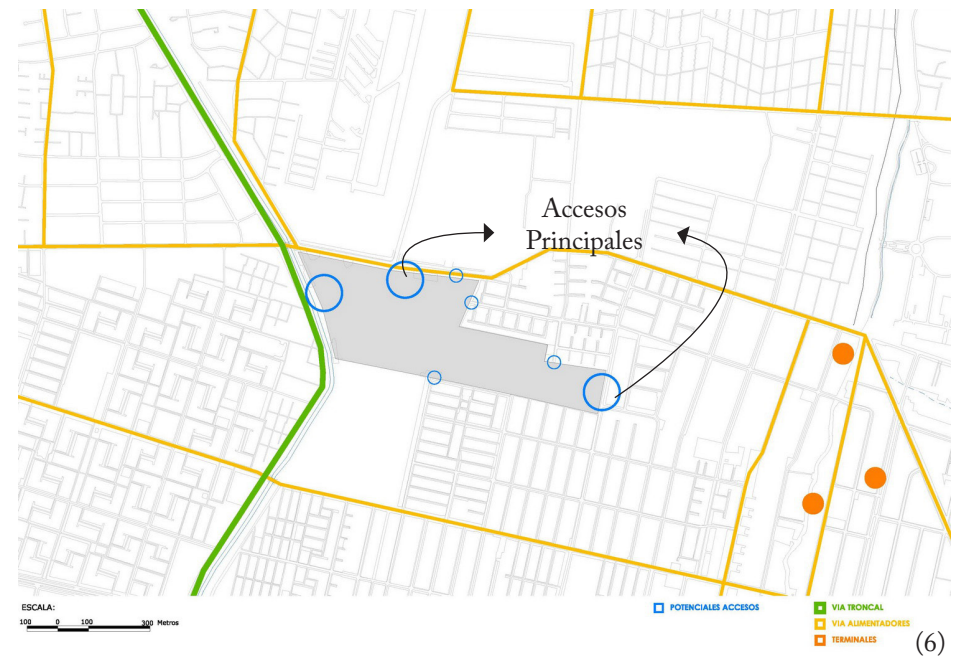 Accesos
Principales
ESCALA:
100 0 100 300 Metros
POTENCIALES ACCESOS
VIA TRONCAL
VIA ALIMENTADORES
TERMINALES
(6)